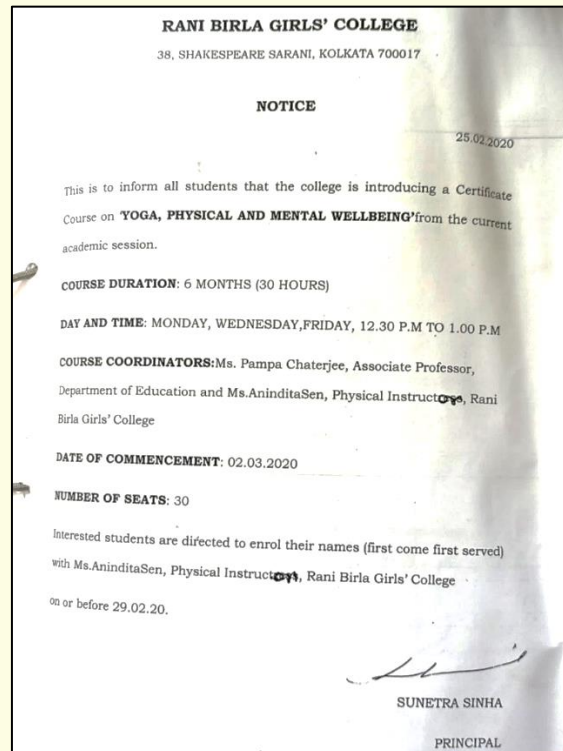 RANI BIRLA GIRLS' COLLEGE
38, SHAKESPEARE SARANI, KOLKATA 700017
NOTICE
25.02.2020
This is to inform all students that the college is introducing a Certificate
Course on 'YOGA, PHYSICAL AND MENTAL WELLBEING'from the current
academic session.
COURSE DURATION: 6 MONTHS (30 HOURS)
DAY AND TIME: MONDAY, WEDNESDAY,FRIDAY, 12.30 P.M TO 1.00 P.M
COURSE COORDINATORS:Ms. Pampa Chaterjee, Associate Professor,
Department of Education and Ms.AninditaSen, Physical Rani
Birla Girls' College
DATE OF COMMENCEMENT: 02.03.2020
NUMBER OF SEATS: 30
Interested students are directed to enrol their names (first come first served)
with Ms.AninditaSen, Physical Rani Birla Girls' College
on or before 29.02.20.
SUNETRA SINHA
PRINCIPAL